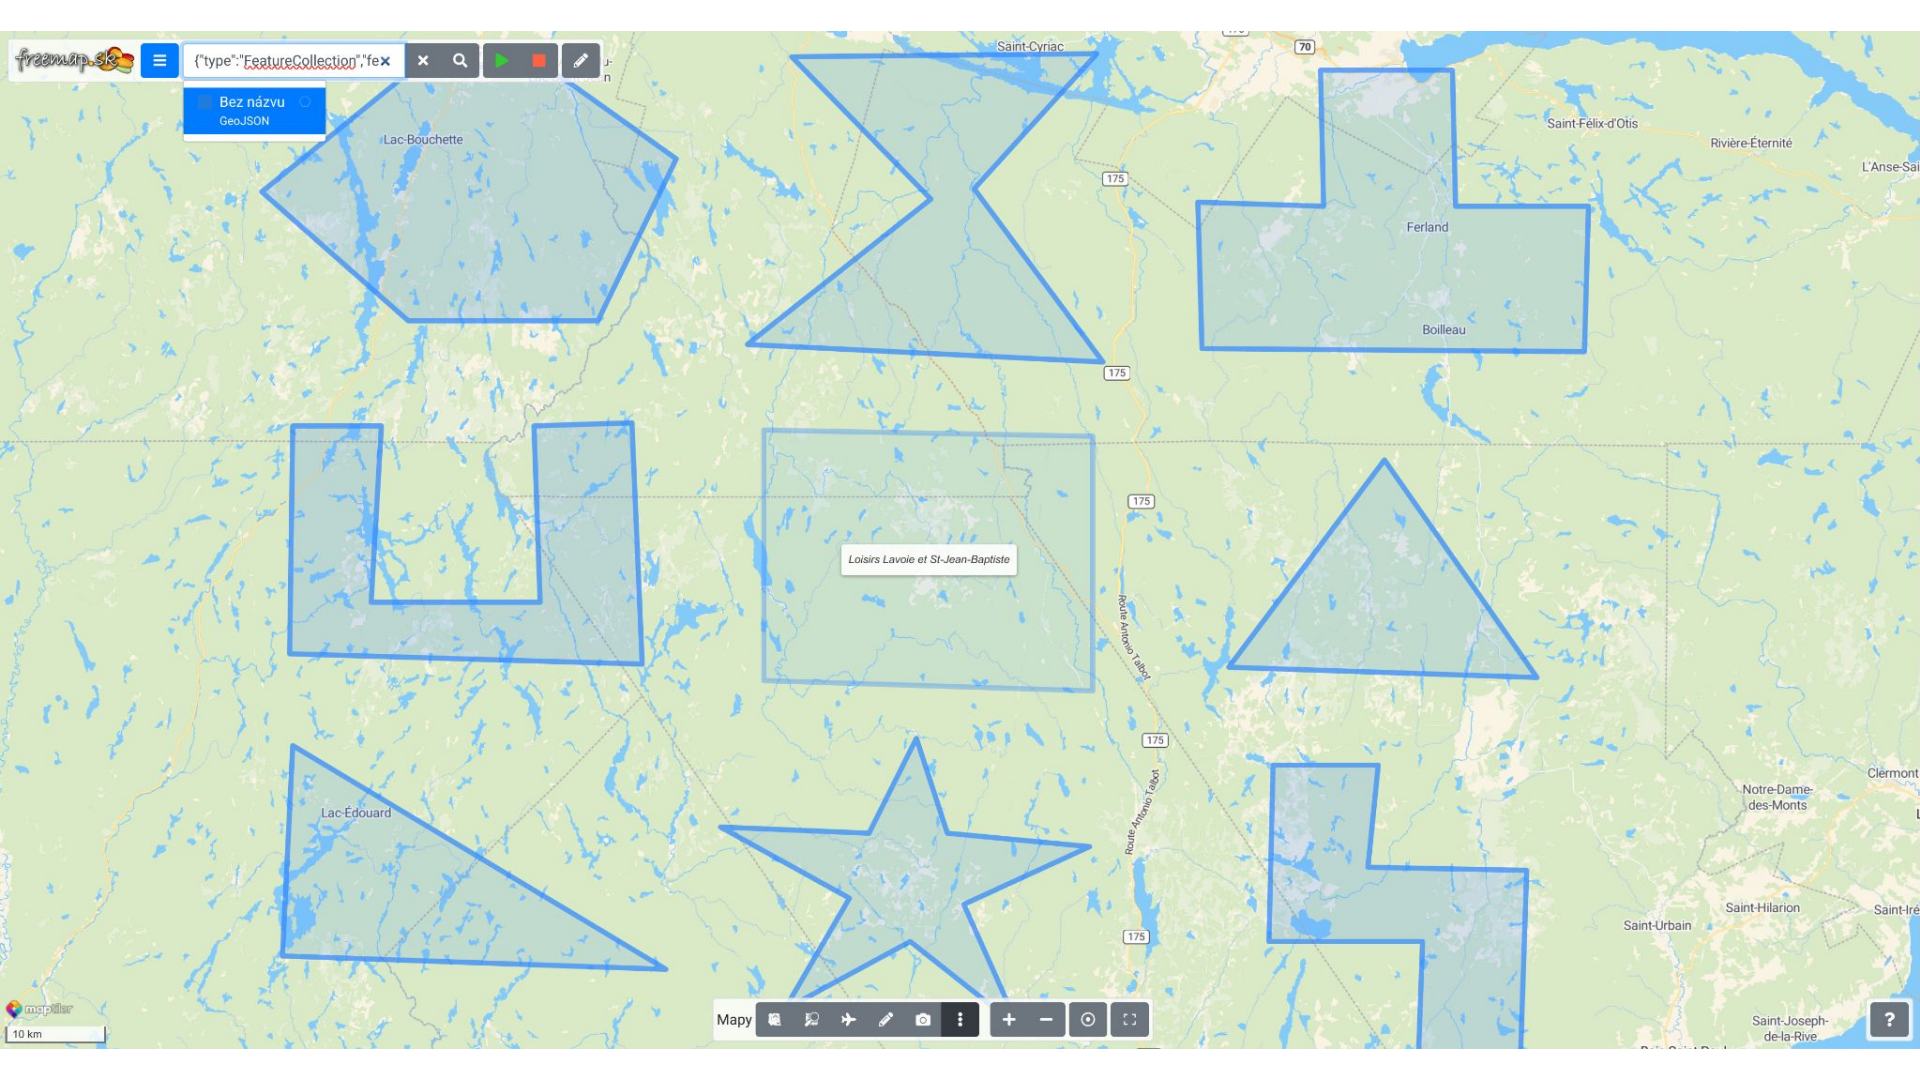 freemap.sk
{"type":"FeatureCollection","fe
Bez názvu
GeoJSON
Saint-Cyriac
70
Saint-Félix-d'Otis
Rivière-Éternité
L'Anse-Sai
Lac-Bouchette
175
Ferland
Boilleau
175
175
Loisirs Lavoie et St-Jean-Baptiste
Route Antonio Talbot
175
Route Antonio Talbot
Clermont
Notre-Dame-
des-Monts
Lac-Édouard
Saint-Hilarion
Saint-Iré
Saint-Urbain
175
maptiler
10 km
Mapy
Saint-Joseph-
de-la-Rive
?